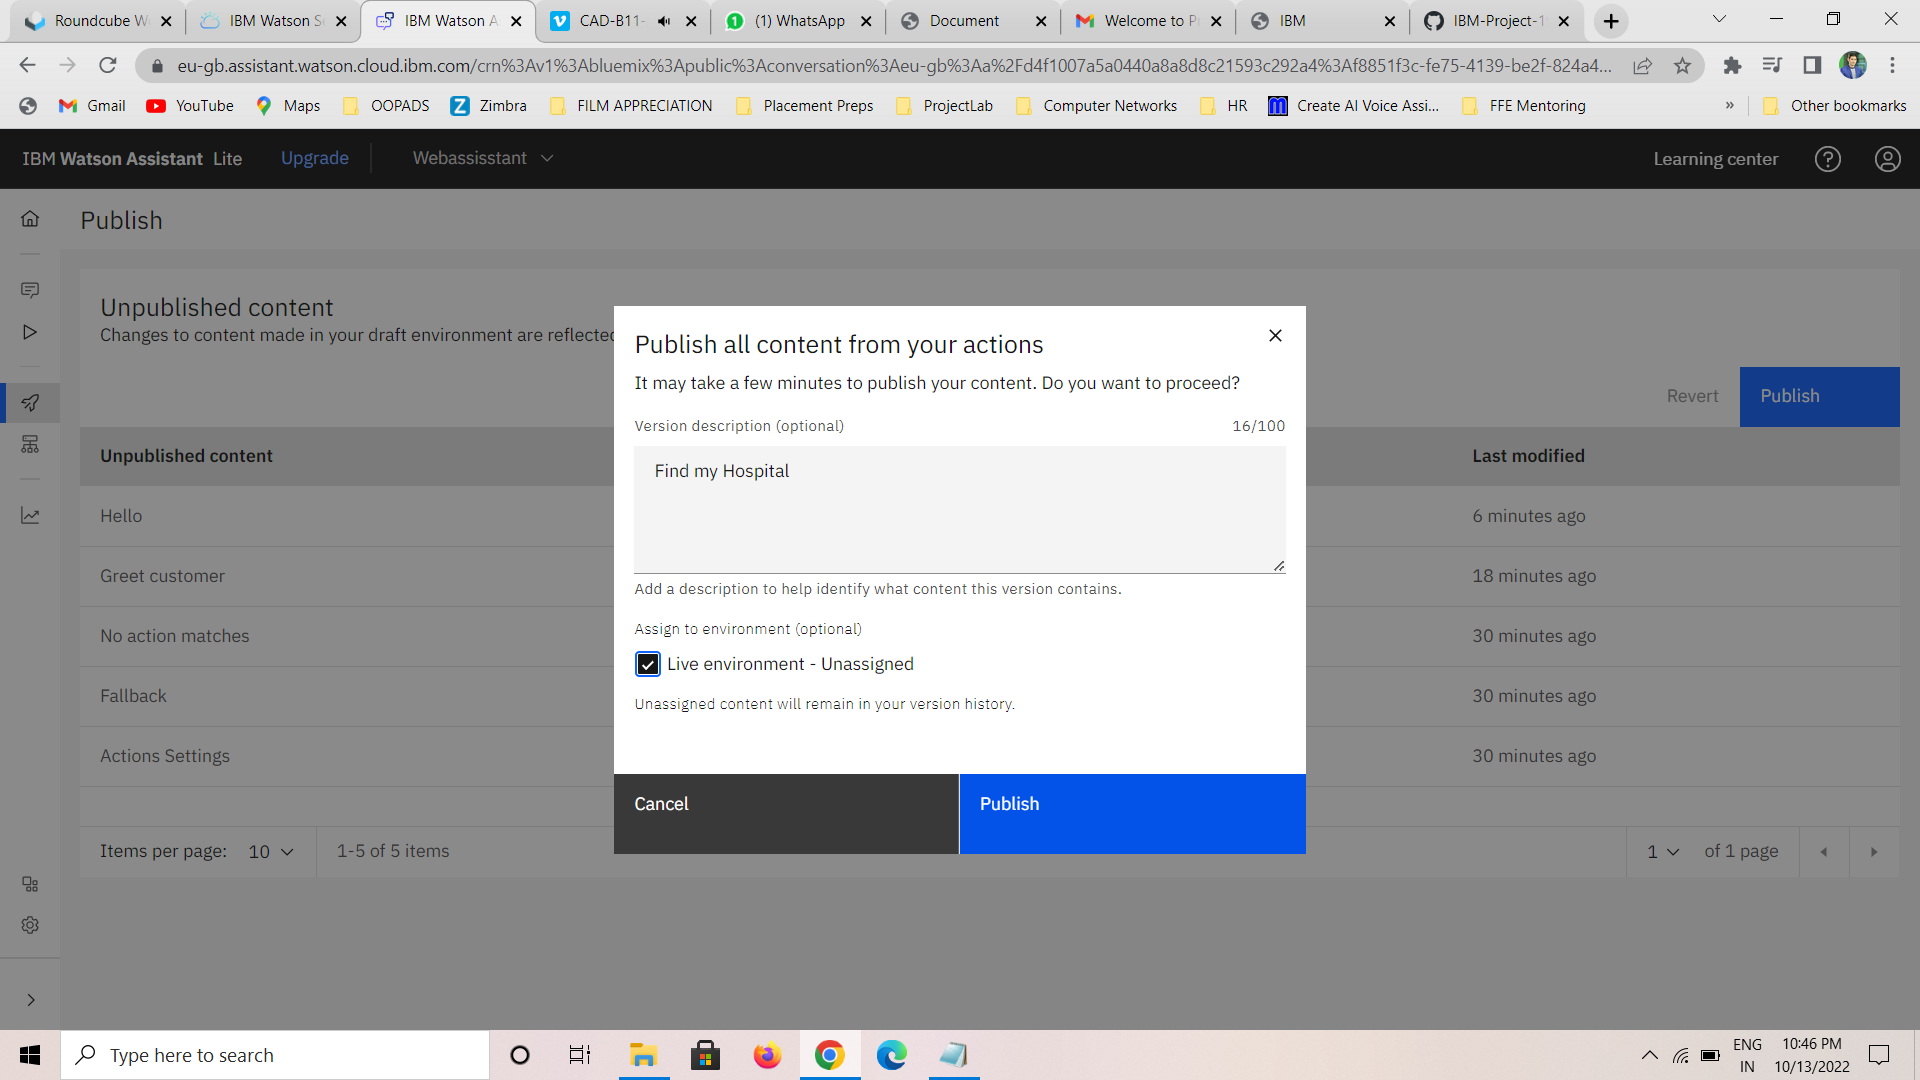 Roundcube W
IBM Watson S
IBM Watson A
CAD-B11-
(1) WhatsApp
Document
Welcome to P
IBM
IBM-Project-1
eu-gb.assistant.watson.cloud.ibm.com/crn%3Av1%3Abluemix%3Apublic%3Aconversation%3Aeu-gb%3Aa%2Fd4f1007a5a0440a8a8d8c21593c292a4%3Af8851f3c-fe75-4139-be2f-824a4...
Gmail
YouTube
Maps
OOPADS
Zimbra
FILM APPRECIATION
Placement Preps
ProjectLab
Computer Networks
HR
Create AI Voice Assi...
FFE Mentoring
»
Other bookmarks
IBM Watson Assistant Lite
Upgrade
Webassisstant
Learning center
Publish
Unpublished content
Changes to content made in your draft environment are reflected
Revert
Publish
Unpublished content
Last modified
Hello
6 minutes ago
Greet customer
18 minutes ago
No action matches
30 minutes ago
Fallback
30 minutes ago
Actions Settings
30 minutes ago
Items per page: 10
1-5 of 5 items
1
of 1 page
Publish all content from your actions
It may take a few minutes to publish your content. Do you want to proceed?
Version description (optional)
16/100
Find my Hospital
Add a description to help identify what content this version contains.
Assign to environment (optional)
Live environment - Unassigned
Unassigned content will remain in your version history.
Cancel
Publish
Type here to search
ENG
IN
10:46 PM
10/13/2022